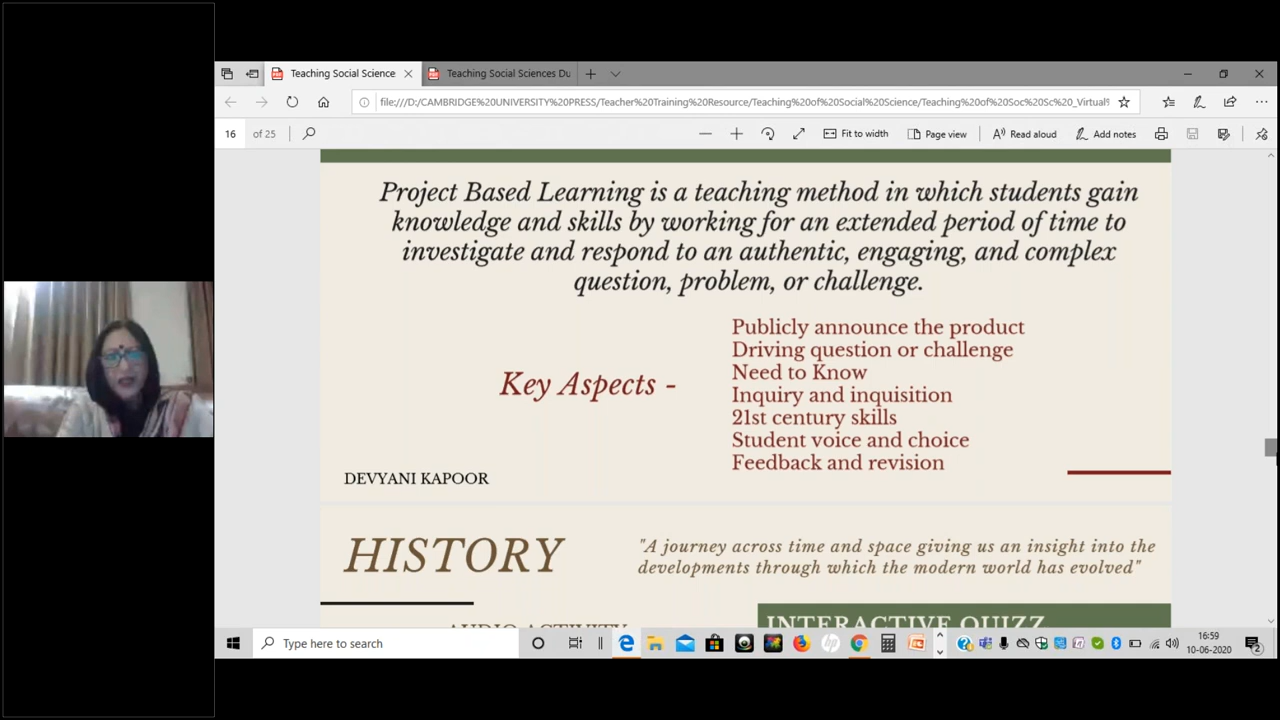 Teaching Social Science
Teaching Social Sciences Du
file:///D:/CAMBRIDGE%20UNIVERSITY%20PRESS/Teacher%20Training%20Resource/Teaching%20of%20Social%20Science/Teaching%20of%20Soc%20Sc%20_Virtual%
16 of 25
Fit to width
Page view
Read aloud
Add notes
Project Based Learning is a teaching method in which students gain
knowledge and skills by working for an extended period of time to
investigate and respond to an authentic, engaging, and complex
question, problem, or challenge.
Key Aspects -
Publicly announce the product
Driving question or challenge
Need to Know
Inquiry and inquisition
21st century skills
Student voice and choice
Feedback and revision
DEVYANI KAPOOR
HISTORY
"A journey across time and space giving us an insight into the
developments through which the modern world has evolved"
AUDIO ACTIVITY
INTERACTIVE QUIZZ
Type here to search
16:59
10-06-2020